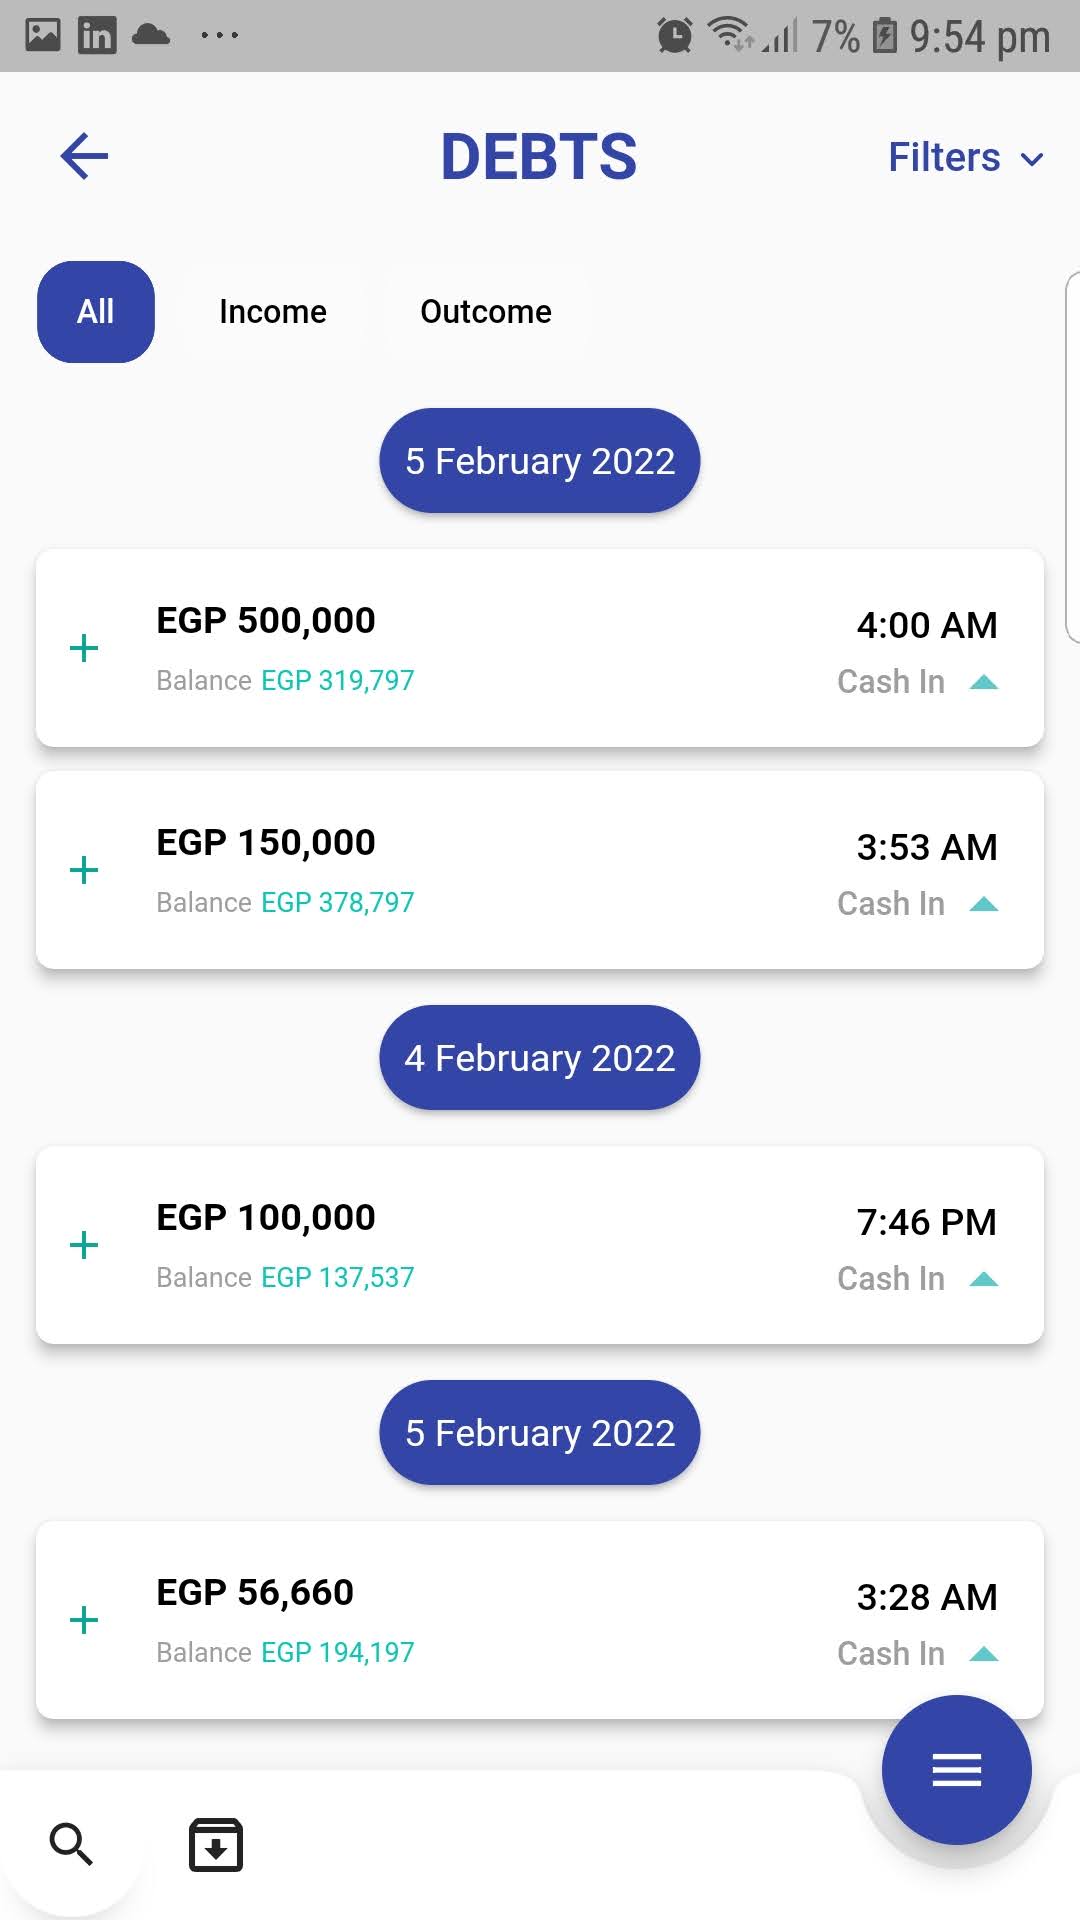 7% 9:54 pm
DEBTS Filters
All Income Outcome
5 February 2022
EGP 500,000 4:00 AM
Balance EGP 319,797 Cash In
EGP 150,000 3:53 AM
Balance EGP 378,797 Cash In
4 February 2022
EGP 100,000 7:46 PM
Balance EGP 137,537 Cash In
5 February 2022
EGP 56,660 3:28 AM
Balance EGP 194,197 Cash In